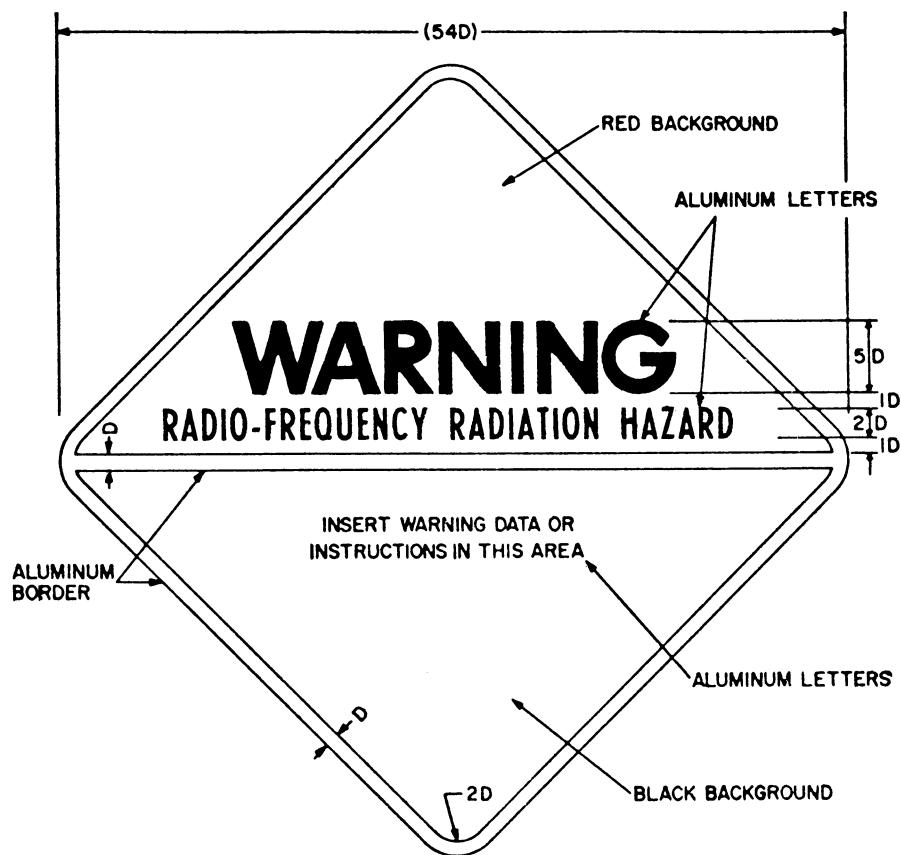 (54D)
RED BACKGROUND
ALUMINUM LETTERS
WARNING
5D
1D
RADIO-FREQUENCY RADIATION HAZARD
2D
D
1D
INSERT WARNING DATA OR
INSTRUCTIONS IN THIS AREA
ALUMINUM
BORDER
ALUMINUM LETTERS
D
2D
BLACK BACKGROUND